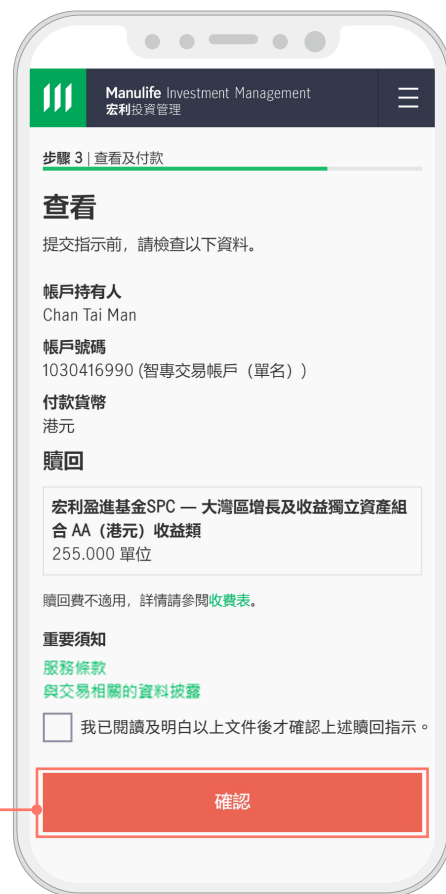 Manulife Investment Management
宏利投資管理
步驟 3 | 查看及付款
查看
提交指示前，請檢查以下資料。
帳戶持有人
Chan Tai Man
帳戶號碼
1030416990 (智專交易帳戶（單名）)
付款貨幣
港元
贖回
宏利盈進基金SPC — 大灣區增長及收益獨立資產組
合 AA（港元）收益類
255.000 單位
贖回費不適用，詳情請參閱收費表。
重要須知
服務條款
與交易相關的資料披露
我已閱讀及明白以上文件後才確認上述贖回指示。
確認